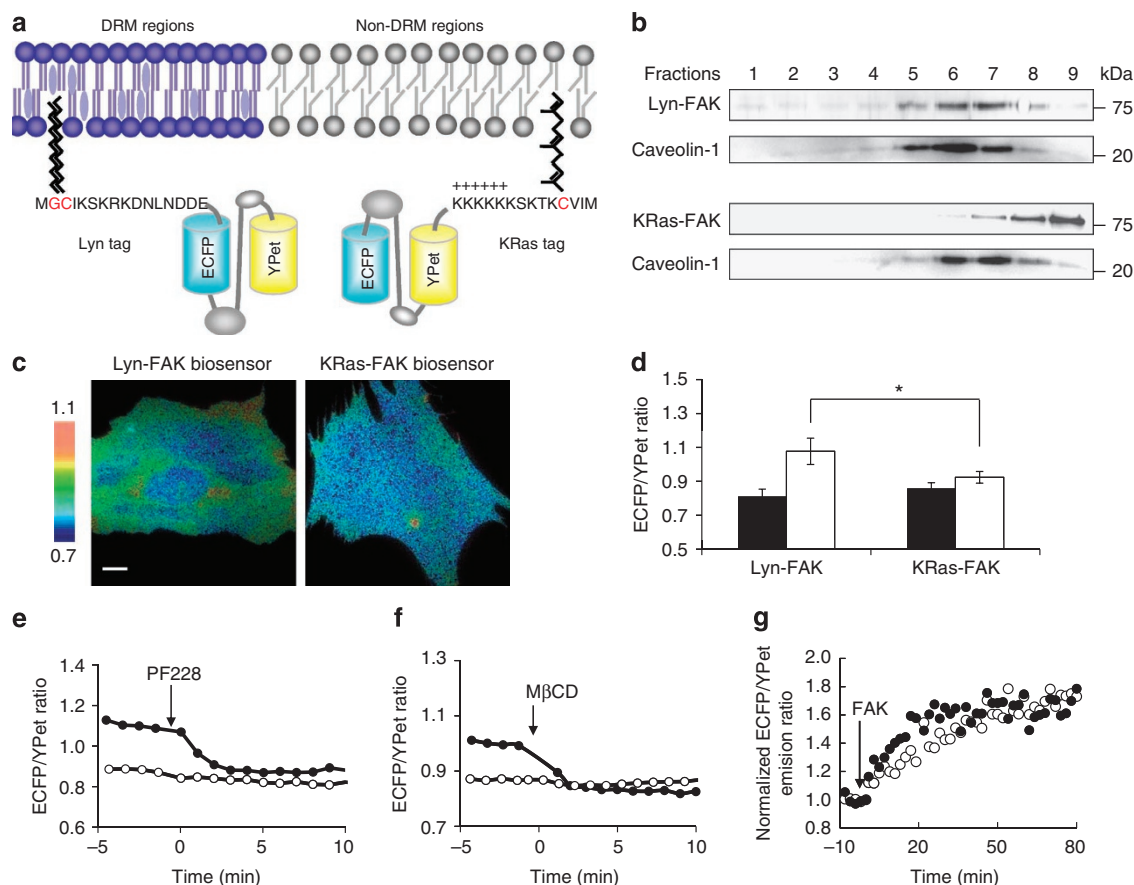 a
DRM regions
Non-DRM regions
++++++
MGCIKSKRKDNLNDDE
KKKKKKSKTKCVIM
Lyn tag
KRas tag
ECFP
YPet
ECFP
YPet
b
Fractions 1 2 3 4 5 6 7 8 9 kDa
Lyn-FAK
75
Caveolin-1
20
KRas-FAK
75
Caveolin-1
20
c
Lyn-FAK biosensor
KRas-FAK biosensor
1.1
0.7
d
ECFP/YPet ratio
1.5
1.3
1.1
0.9
0.7
0.5
*
Lyn-FAK
KRas-FAK
e
ECFP/YPet ratio
1.4
1.2
1.0
0.8
0.6
PF228
–5 0 5 10
Time (min)
f
ECFP/YPet ratio
1.3
1.0
0.9
0.7
MβCD
–5 0 5 10
Time (min)
g
Normalized ECFP/YPet
emision ratio
2.0
1.8
1.6
1.4
1.2
1.0
0.8
FAK
–10 20 50 80
Time (min)